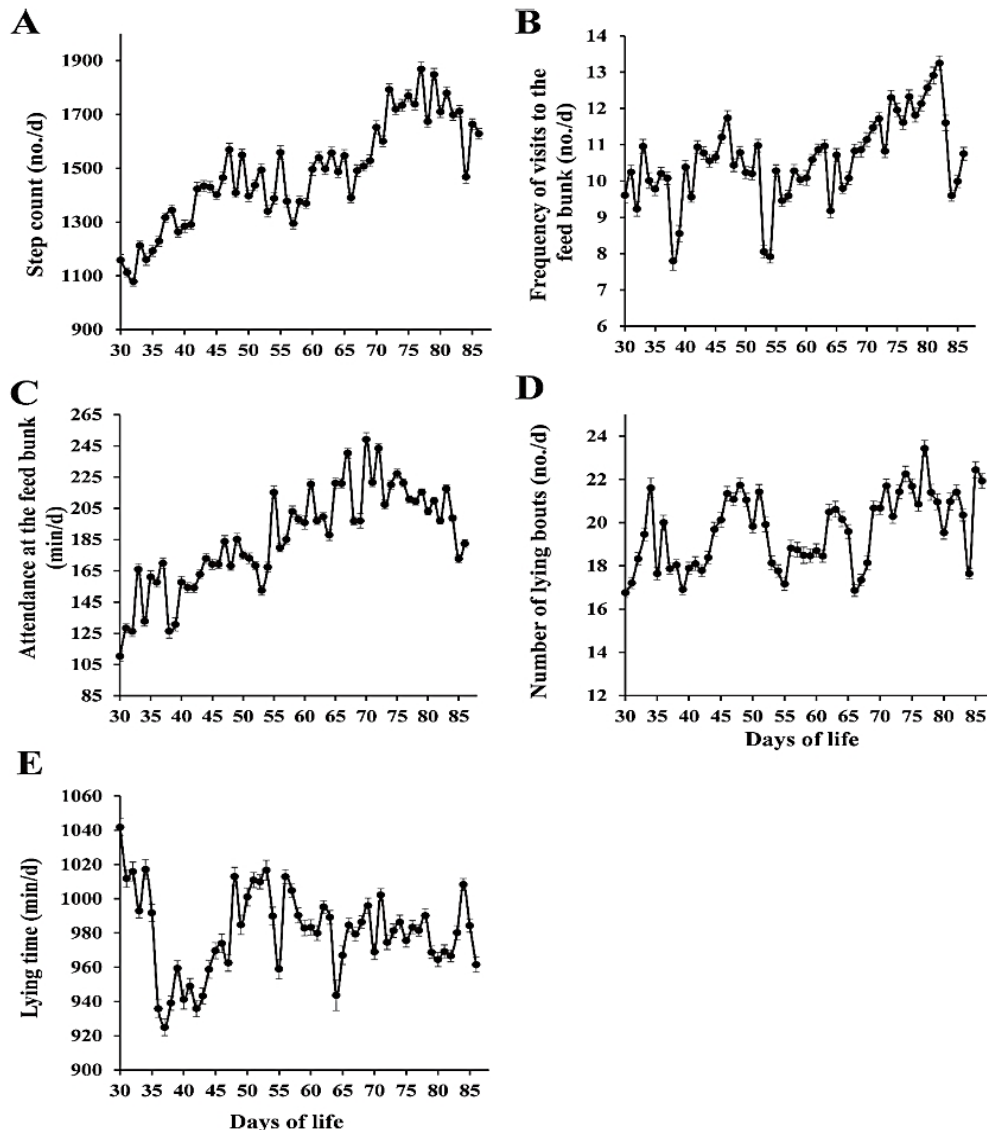 A
Step count (no./d)
1900
1700
1500
1300
1100
900
30 35 40 45 50 55 60 65 70 75 80 85
B
Frequency of visits to the
feed bunk (no./d)
14
13
12
11
10
9
8
7
6
30 35 40 45 50 55 60 65 70 75 80 85
C
Attendance at the feed bunk
(min/d)
265
245
225
205
185
165
145
125
105
85
30 35 40 45 50 55 60 65 70 75 80 85
D
Number of lying bouts (no./d)
24
22
20
18
16
14
12
30 35 40 45 50 55 60 65 70 75 80 85
Days of life
E
Lying time (min/d)
1060
1040
1020
1000
980
960
940
920
900
30 35 40 45 50 55 60 65 70 75 80 85
Days of life